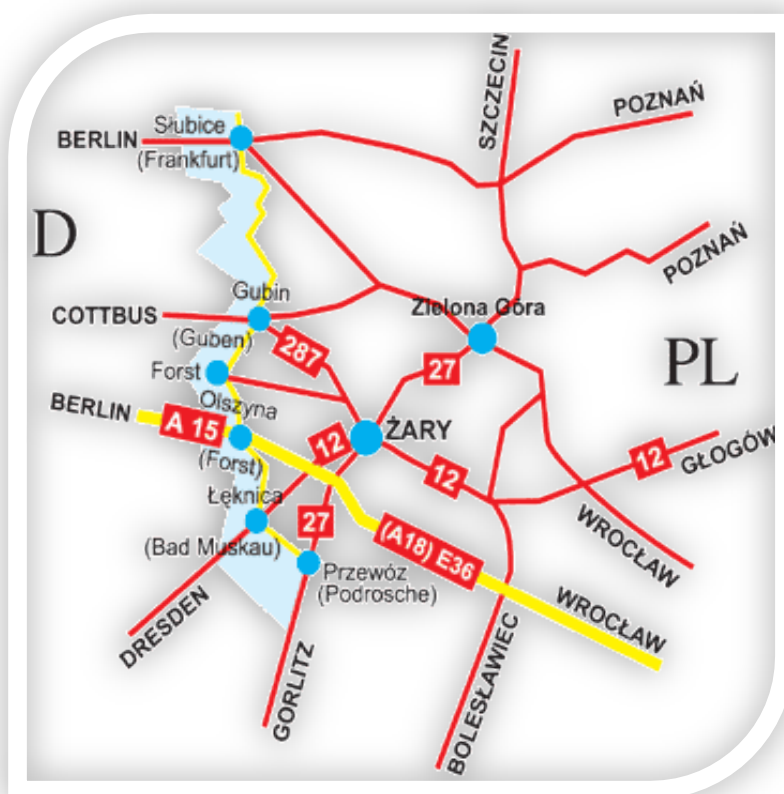 SZCZECIN
POZNAŃ
Słubice
BERLIN
(Frankfurt)
D
POZNAŃ
Gubin
COTTBUS
Zielona Góra
(Guben)
287
PL
Forst
27
Olszyna
BERLIN
A 15
ŻARY
12
12
12
GŁOGÓW
(Forst)
Łęknica
27
WROCŁAW
(Bad Muskau)
(A18) E36
Przewóz
(Podrosche)
DRESDEN
WROCŁAW
GORLITZ
BOLESŁAWIEC